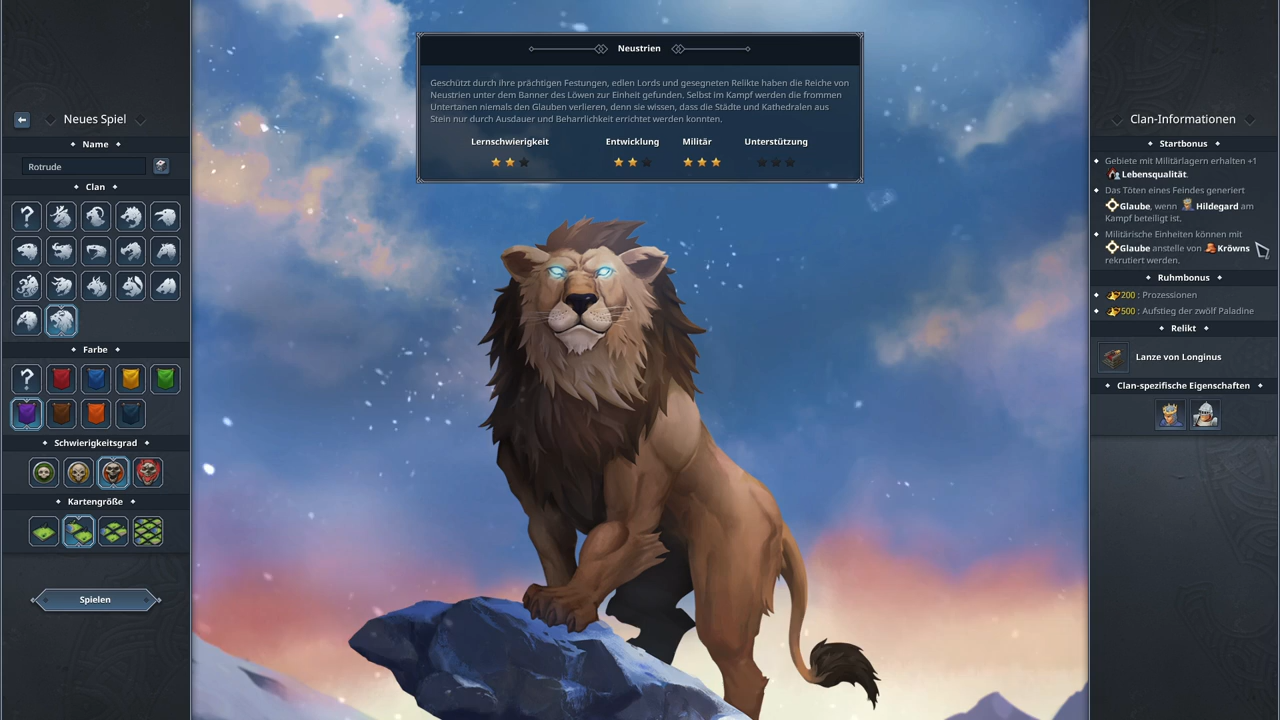 Neues Spiel
Name
Rotrude
Clan
?
Farbe
?
Schwierigkeitsgrad
Kartengröße
Spielen
Neustrien
Geschützt durch ihre prächtigen Festungen, edlen Lords und gesegneten Relikte haben die Reiche von
Neustrien unter dem Banner des Löwen zur Einheit gefunden. Selbst im Kampf werden die frommen
Untertanen niemals den Glauben verlieren, denn sie wissen, dass die Städte und Kathedralen aus
Stein nur durch Ausdauer und Beharrlichkeit errichtet werden konnten.
Lernschwierigkeit Entwicklung Militär Unterstützung
Clan-Informationen
Startbonus
Gebiete mit Militärlagern erhalten +1
Lebensqualität.
Das Töten eines Feindes generiert
Glaube, wenn Hildegard am
Kampf beteiligt ist.
Militärische Einheiten können mit
Glaube anstelle von Kröwns
rekrutiert werden.
Ruhmbonus
200 : Prozessionen
500 : Aufstieg der zwölf Paladine
Relikt
Lanze von Longinus
Clan-spezifische Eigenschaften